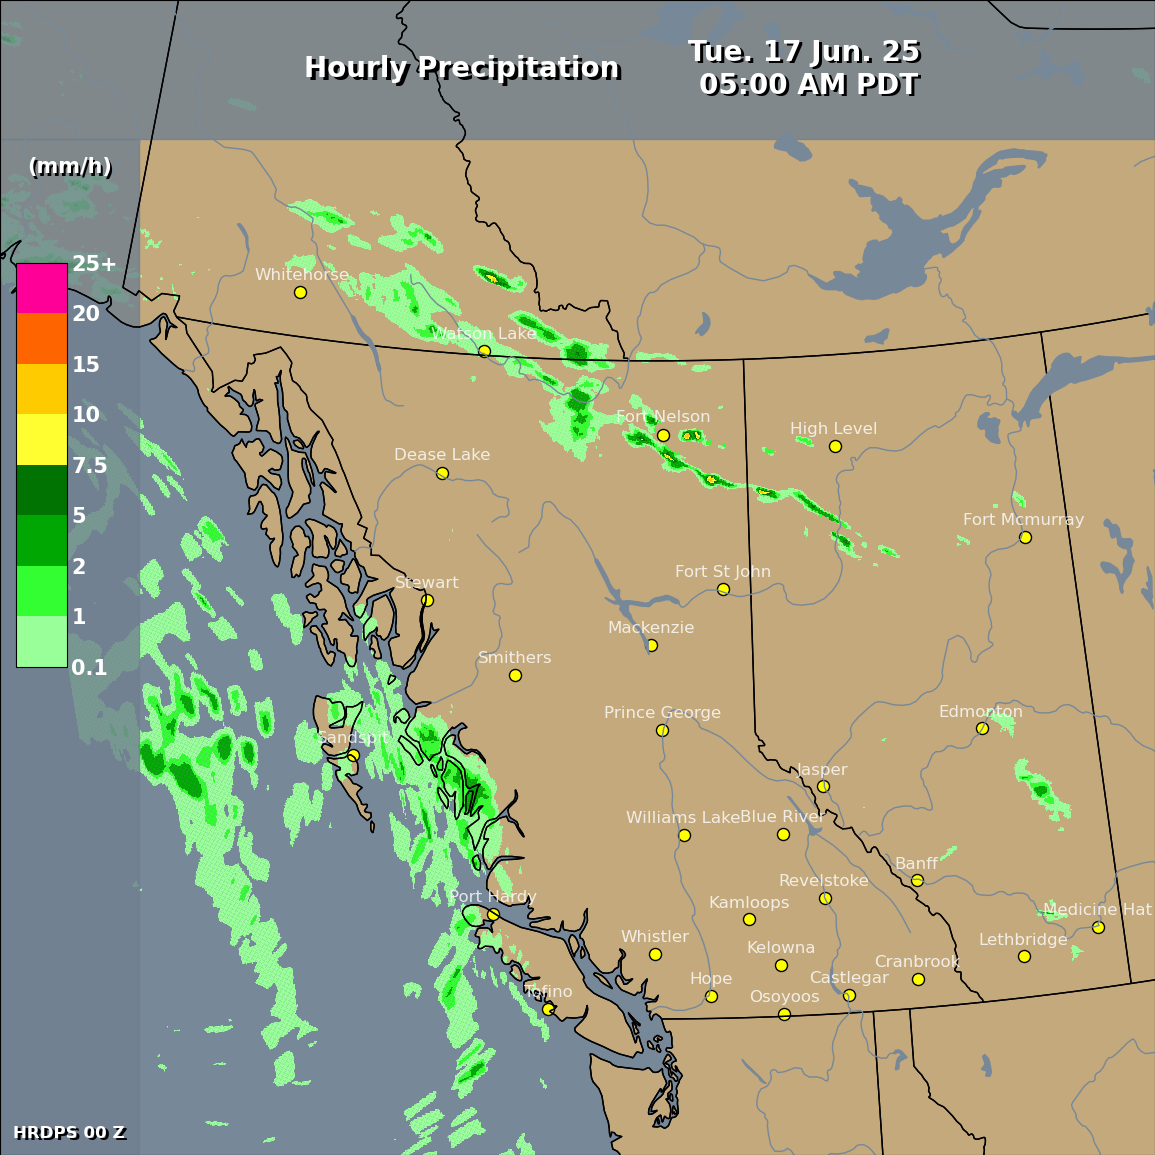 Hourly Precipitation
Tue. 17 Jun. 25
05:00 AM PDT
(mm/h)
25+
20
15
10
7.5
5
2
1
0.1
Whitehorse
Watson Lake
Fort Nelson
High Level
Dease Lake
Fort Mcmurray
Fort St John
Stewart
Mackenzie
Smithers
Prince George
Edmonton
Sandspit
Jasper
Williams Lake
Blue River
Banff
Revelstoke
Port Hardy
Kamloops
Medicine Hat
Whistler
Kelowna
Lethbridge
Cranbrook
Hope
Castlegar
Tofino
Osoyoos
HRDPS 00 Z